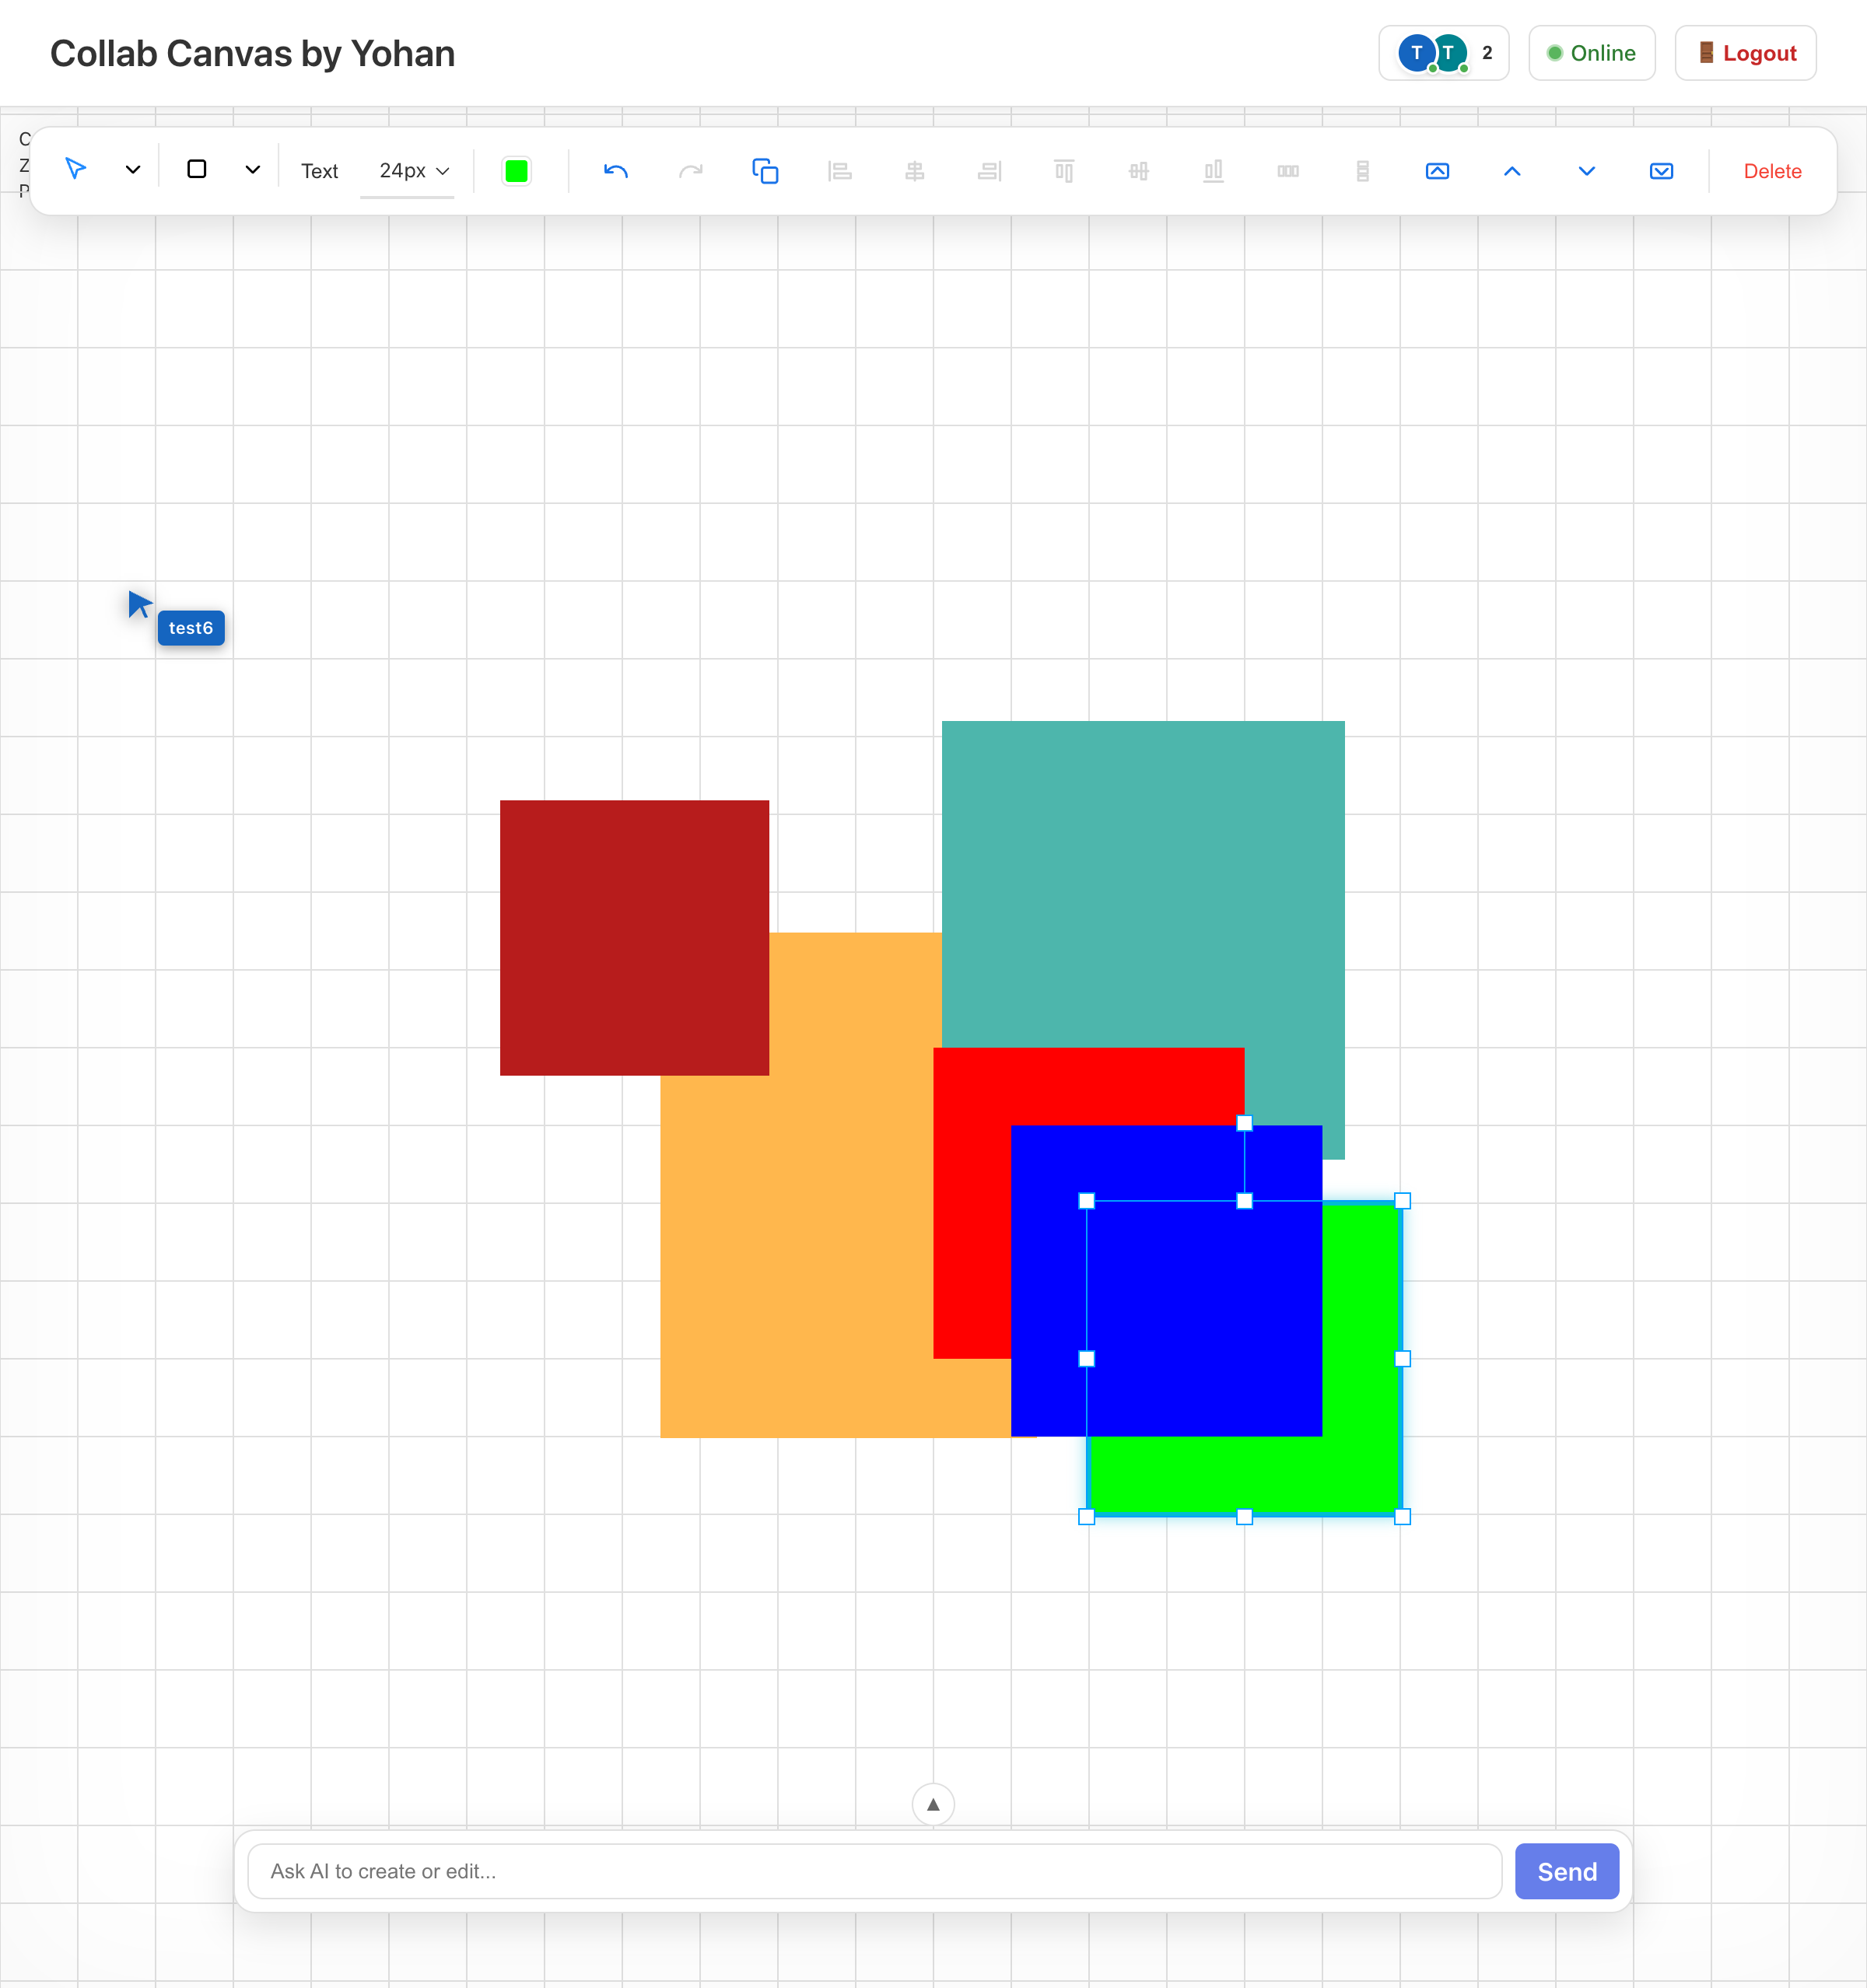 Collab Canvas by Yohan
T T 2
Online
Logout
Text
24px
Delete
test6
Ask AI to create or edit...
Send